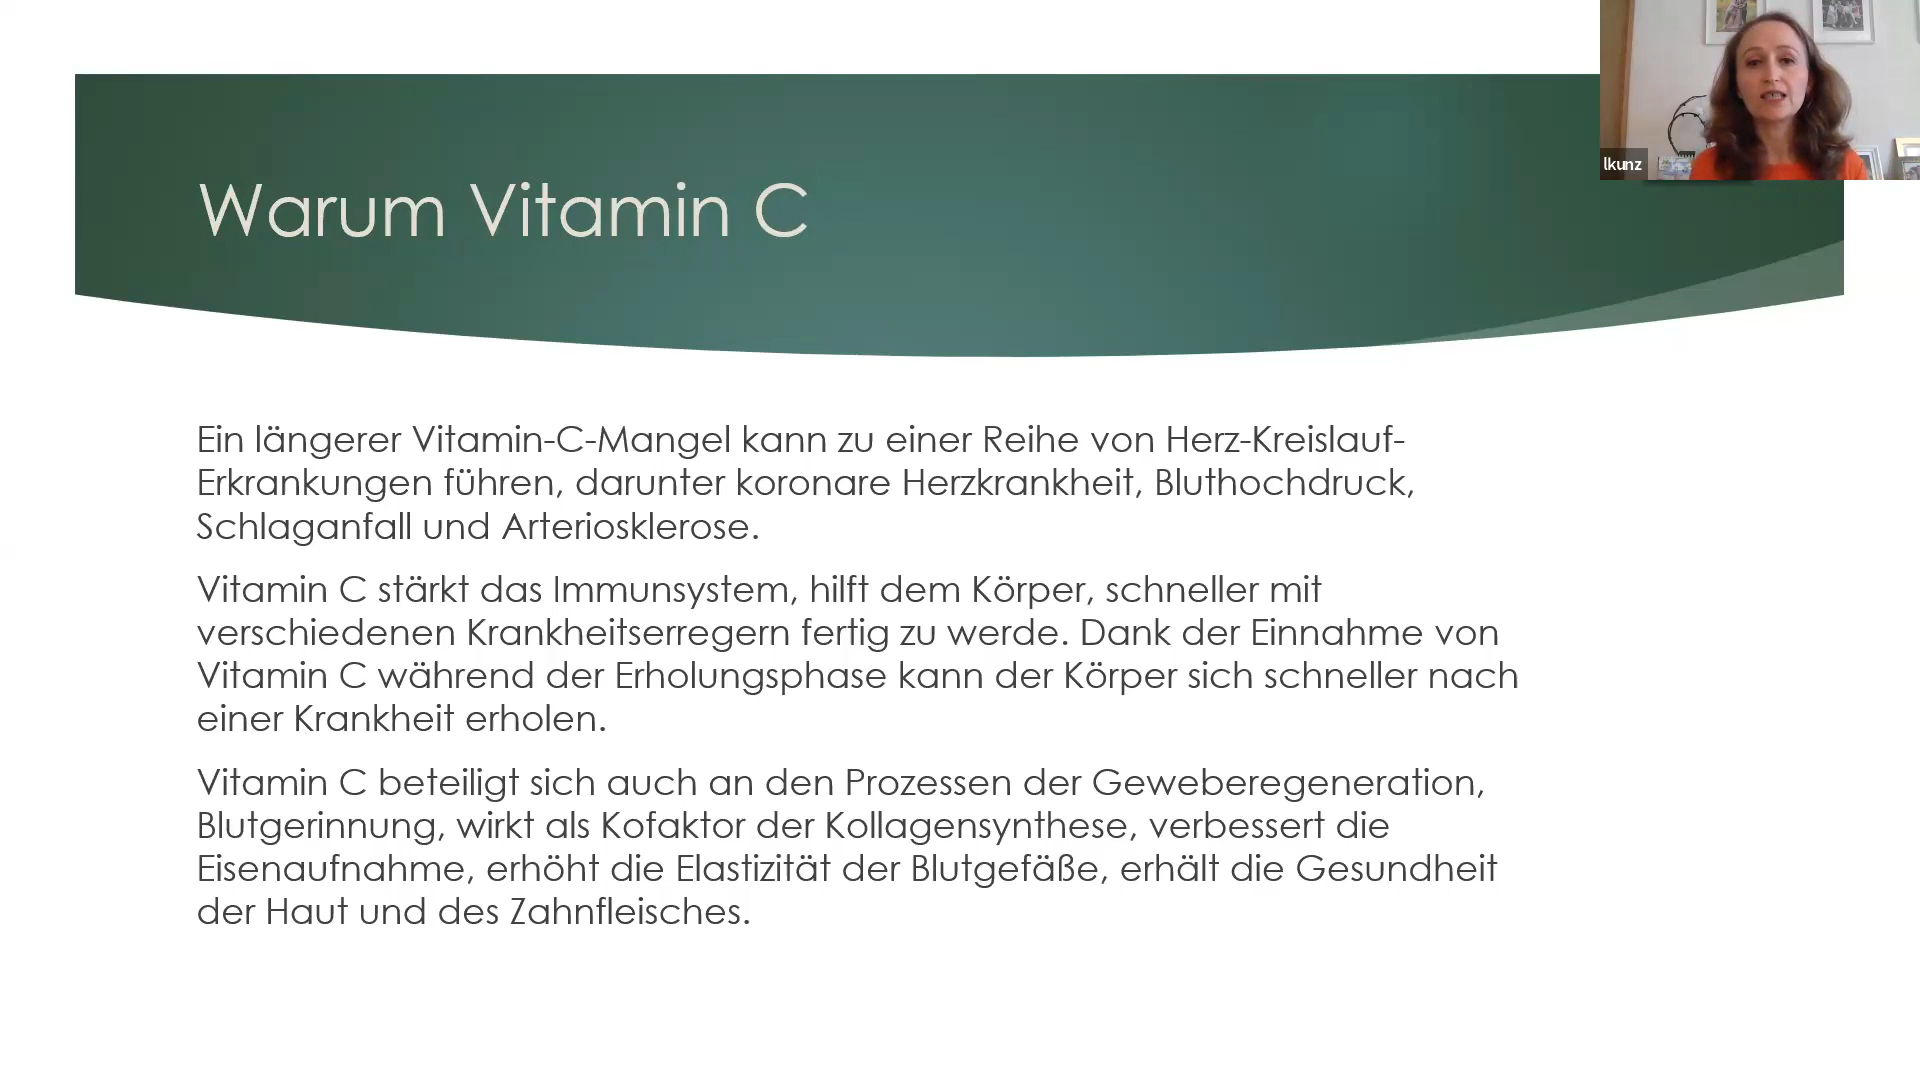 Warum Vitamin C
lkunz
Ein längerer Vitamin-C-Mangel kann zu einer Reihe von Herz-Kreislauf-
Erkrankungen führen, darunter koronare Herzkrankheit, Bluthochdruck,
Schlaganfall und Arteriosklerose.
Vitamin C stärkt das Immunsystem, hilft dem Körper, schneller mit
verschiedenen Krankheitserregern fertig zu werde. Dank der Einnahme von
Vitamin C während der Erholungsphase kann der Körper sich schneller nach
einer Krankheit erholen.
Vitamin C beteiligt sich auch an den Prozessen der Geweberegeneration,
Blutgerinnung, wirkt als Kofaktor der Kollagensynthese, verbessert die
Eisenaufnahme, erhöht die Elastizität der Blutgefäße, erhält die Gesundheit
der Haut und des Zahnfleisches.